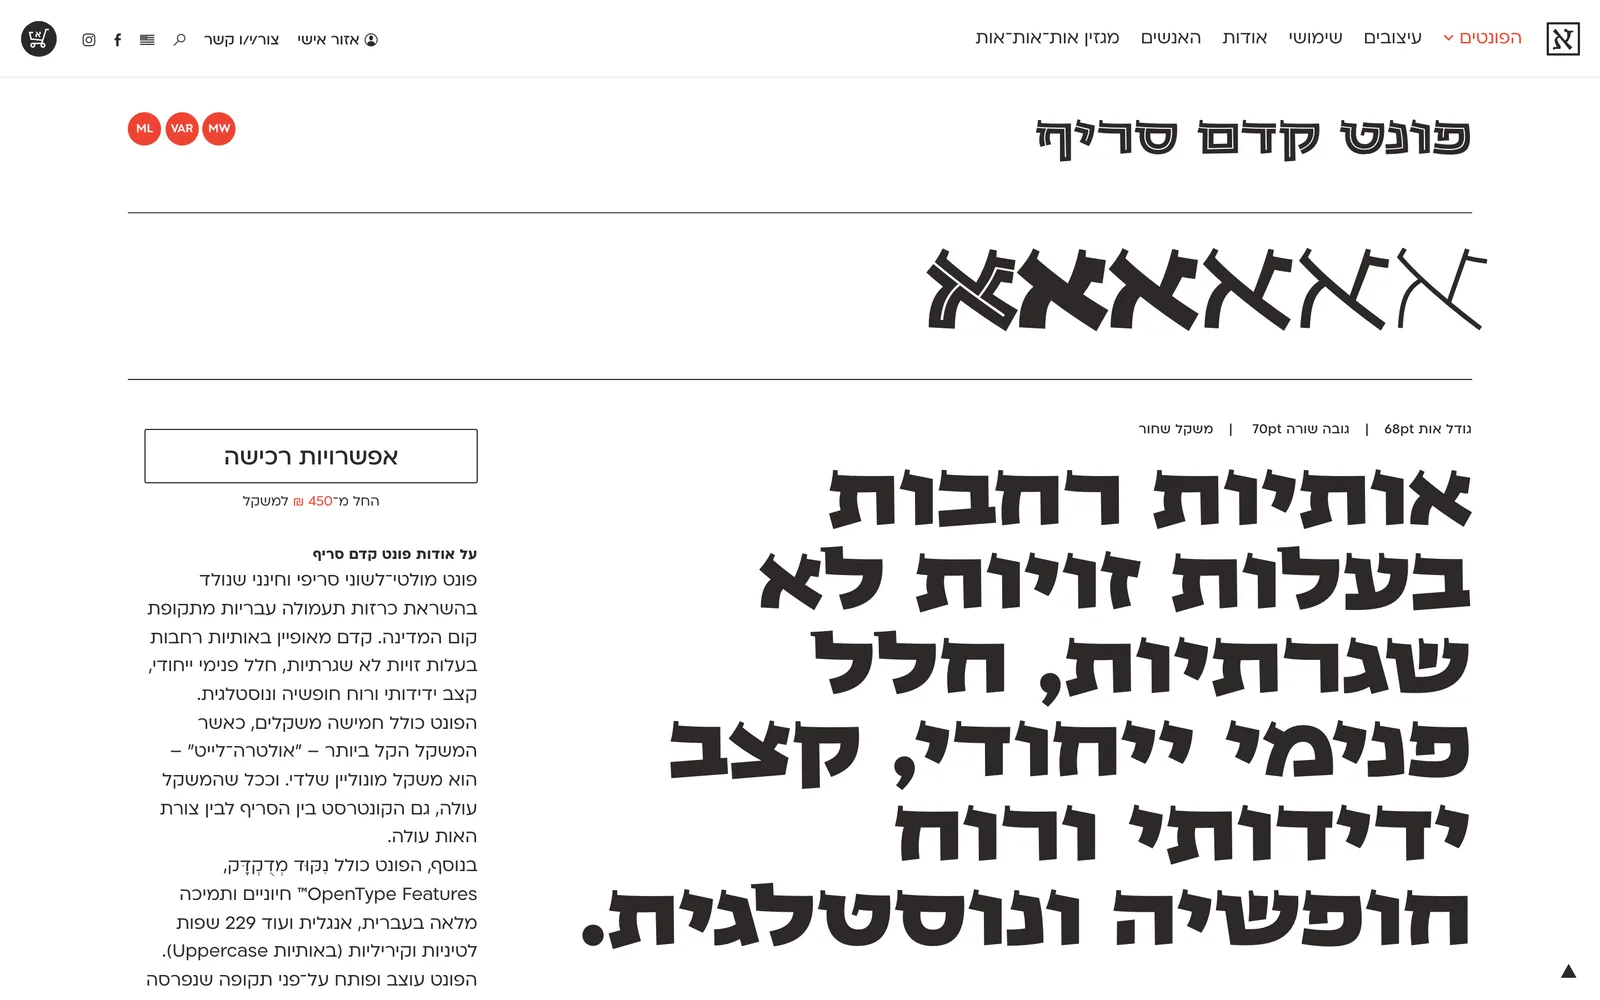 א
הפונטים
עיצובים
שימושי
אודות
האנשים
מגזין אות־אות־אות
אזור אישי
צור/י/ו קשר
פונט קדם סריף
MW
VAR
ML
א א א א א א
גודל אות 68pt | גובה שורה 70pt | משקל שחור
אותיות רחבות
בעלות זויות לא
שגרתיות, חלל
פנימי ייחודי, קצב
ידידותי ורוח
חופשיה ונוסטלגית.
אפשרויות רכישה
החל מ־450 ₪ למשקל
על אודות פונט קדם סריף
פונט מולטי־לשוני סריפי וחינני שנולד
בהשראת כרזות תעמולה עבריות מתקופת
קום המדינה. קדם מאופיין באותיות רחבות
בעלות זויות לא שגרתיות, חלל פנימי ייחודי,
קצב ידידותי ורוח חופשיה ונוסטלגית.
הפונט כולל חמישה משקלים, כאשר
המשקל הקל ביותר – ״אולטרה־לייט״ –
הוא משקל מונוליין שלדי. וככל שהמשקל
עולה, גם הקונטרסט בין הסריף לבין צורת
האות עולה.
בנוסף, הפונט כולל נִקּוּד מְדֻקְדָּק,
OpenType Features™ חיוניים ותמיכה
מלאה בעברית, אנגלית ועוד 229 שפות
לטיניות וקיריליות (באותיות Uppercase).
הפונט עוצב ופותח על־פני תקופה שנפרסה